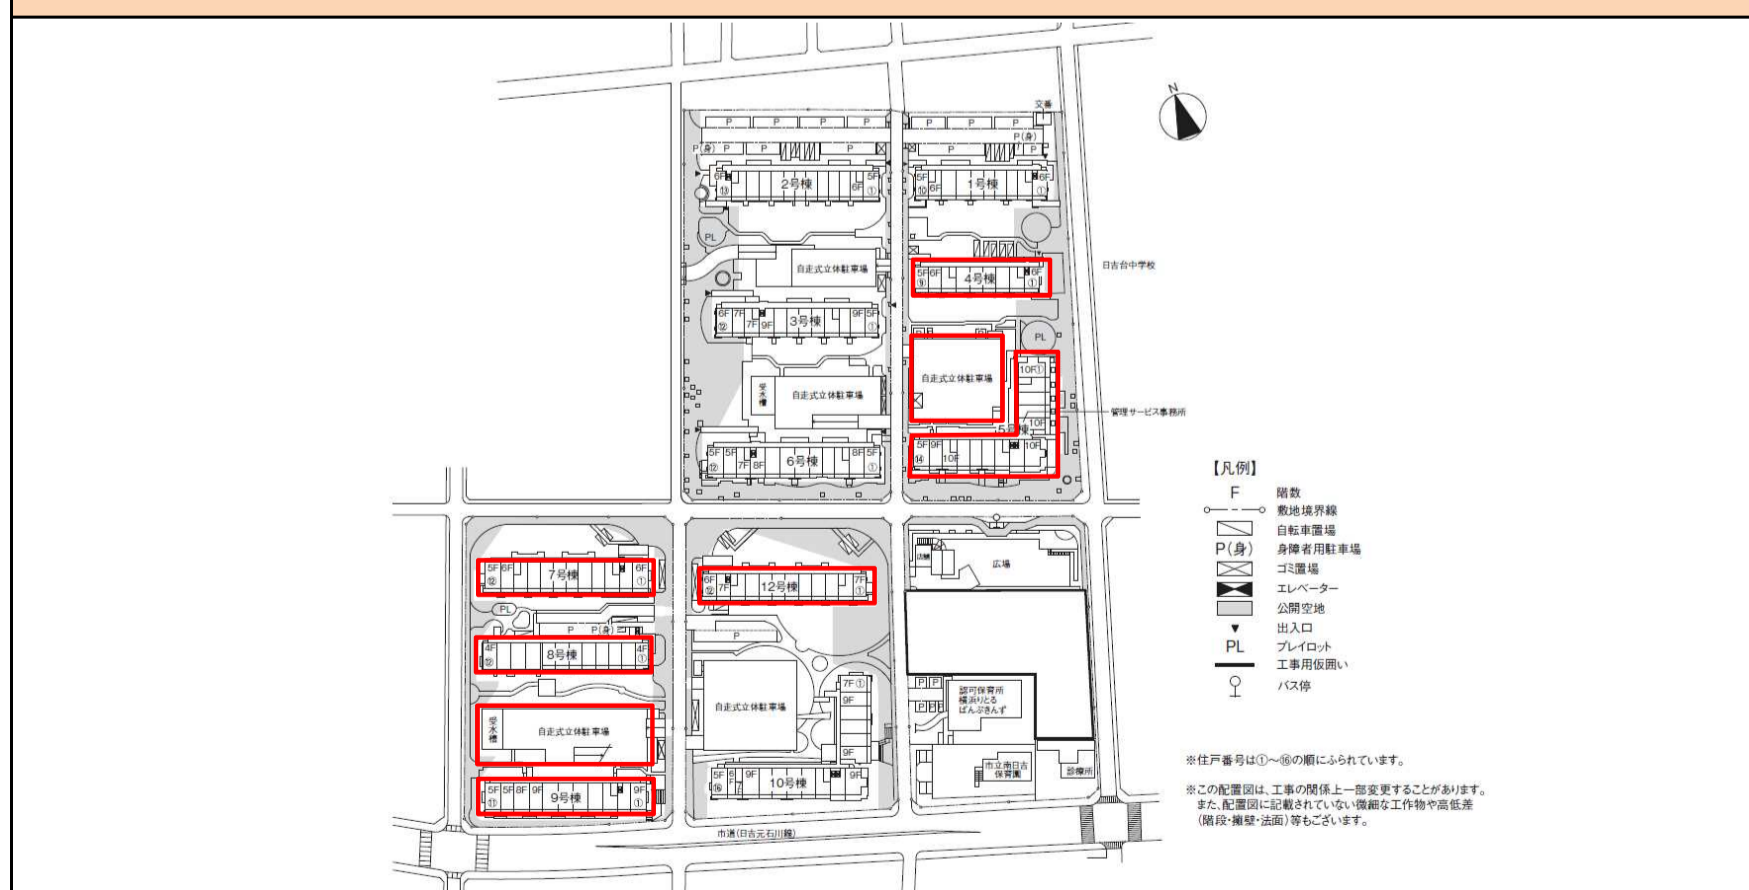 N
交番
P P P P
P P P
P(身)
P(身) P P P
P P
6F ⑬ 2号棟 6F 5F ①
5F ⑩ 6F 1号棟 6F ①
PL
自走式立体駐車場
日吉台中学校
5F ⑨ 6F 4号棟 6F ①
6F ⑫ 7F 7F 9F 3号棟 9F 5F ①
PL
自走式立体駐車場
10F ①
受水槽
自走式立体駐車場
管理サービス事務所
10F
5号棟
5F ⑭ 9F 10F 10F
5F ⑫ 5F 7F 8F 6号棟 8F 5F ①
【凡例】
F 階数
敷地境界線
自転車置場
P(身) 身障者用駐車場
ゴミ置場
エレベーター
公開空地
出入口
PL プレイロット
工事用仮囲い
バス停
店舗
広場
5F ⑫ 6F 7号棟 6F ①
6F ⑫ 7F 12号棟 7F ①
PL
P P(身)
P
4F ⑫ 8号棟 4F ①
受水槽
自走式立体駐車場
自走式立体駐車場
7F ①
9F
9F
P P
P P P
認可保育所
横浜りとる
ぱんぷきんず
市立南日吉
保育園
診療所
5F ⑪ 5F 8F 9F 9号棟 9F ①
5F ⑯ 6F 7F 9F 10号棟 9F
市道(日吉元石川線)
※住戸番号は①〜⑯の順にふられています。
※この配置図は、工事の関係上一部変更することがあります。
また、配置図に記載されていない微細な工作物や高低差
(階段・擁壁・法面)等もございます。